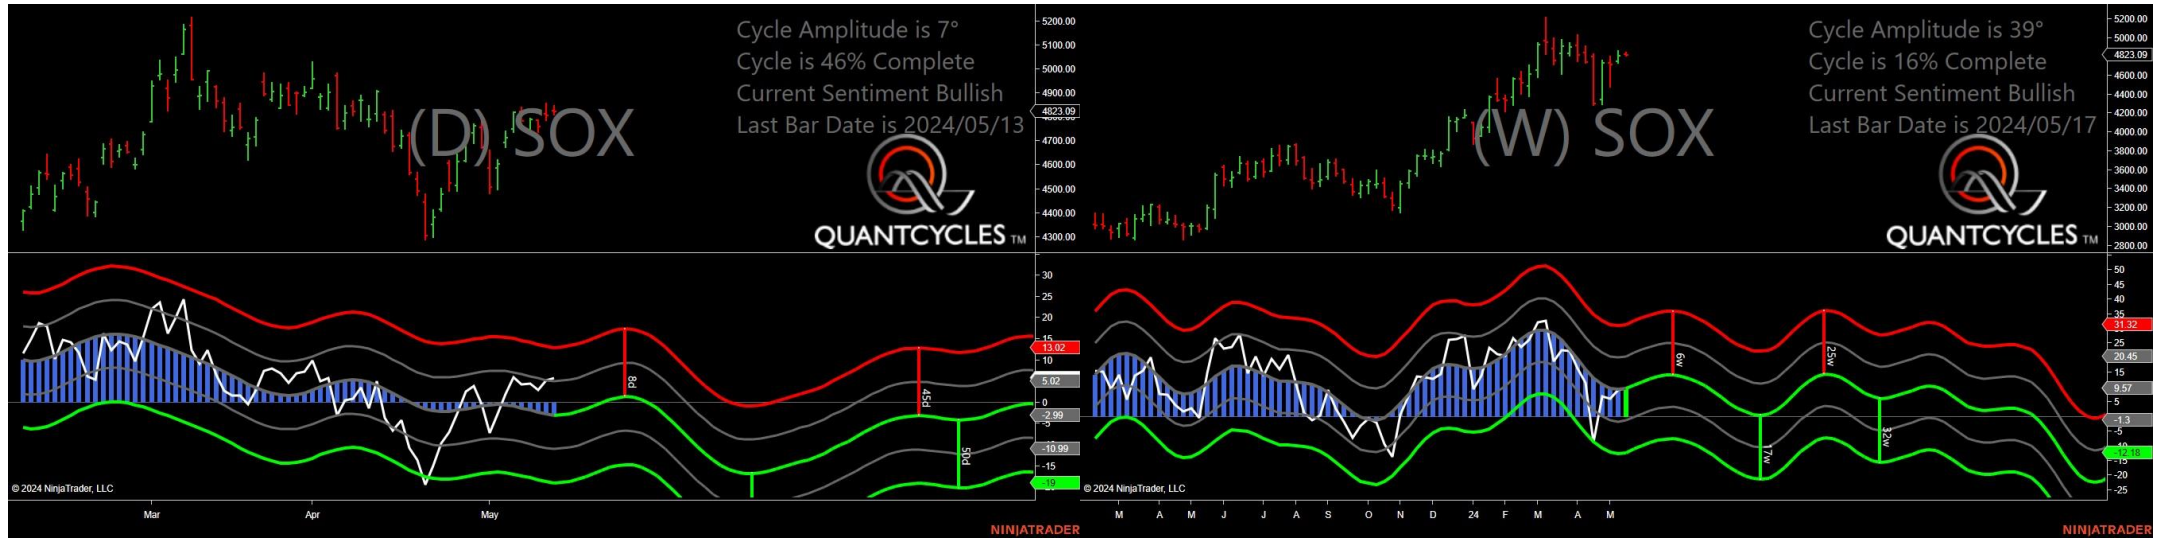 Cycle Amplitude is 7°
Cycle is 46% Complete
Current Sentiment Bullish
Last Bar Date is 2024/05/13
(D) SOX
QUANTCYCLES TM
5200.00
5100.00
5000.00
4900.00
4823.09
4700.00
4600.00
4500.00
4400.00
4300.00
30
25
20
15
13.02
10
5.02
0
-2.99
-5
-10.99
-15
-19
8d
45d
50d
© 2024 NinjaTrader, LLC
Mar
Apr
May
NINJATRADER
Cycle Amplitude is 39°
Cycle is 16% Complete
Current Sentiment Bullish
Last Bar Date is 2024/05/17
(W) SOX
QUANTCYCLES TM
5200.00
5000.00
4823.09
4600.00
4400.00
4200.00
4000.00
3800.00
3600.00
3400.00
3200.00
3000.00
2800.00
50
45
40
35
31.32
25
20.45
15
9.57
5
-1.3
-5
-12.18
-15
-20
-25
6w
17w
25w
32w
© 2024 NinjaTrader, LLC
M A M J J A S O N D 24 F M A M
NINJATRADER